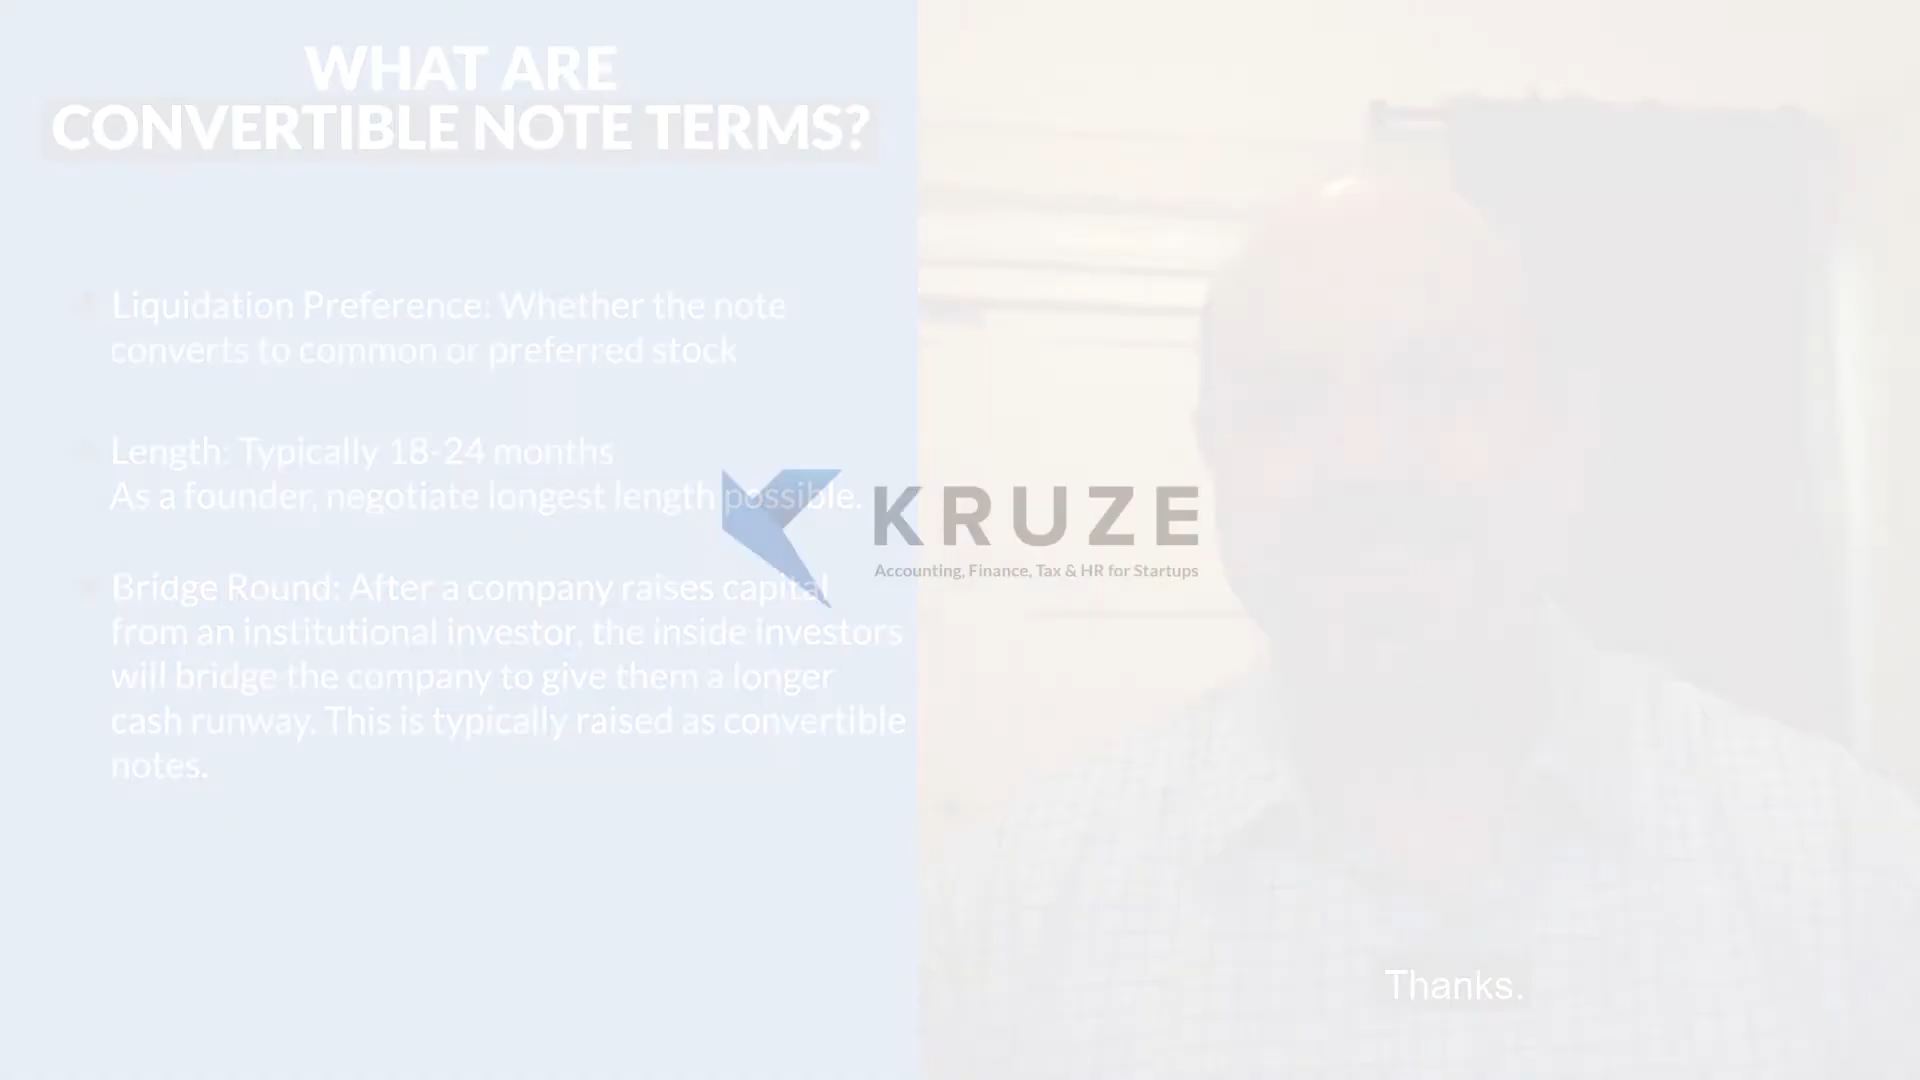 WHAT ARE
CONVERTIBLE NOTE TERMS?
Liquidation Preference: Whether the note
converts to common or preferred stock
Length: Typically 18-24 months
As a founder, negotiate longest length possible.
Bridge Round: After a company raises capital
from an institutional investor, the inside investors
will bridge the company to give them a longer
cash runway. This is typically raised as convertible
notes.
KRUZE
Accounting, Finance, Tax & HR for Startups
Thanks.